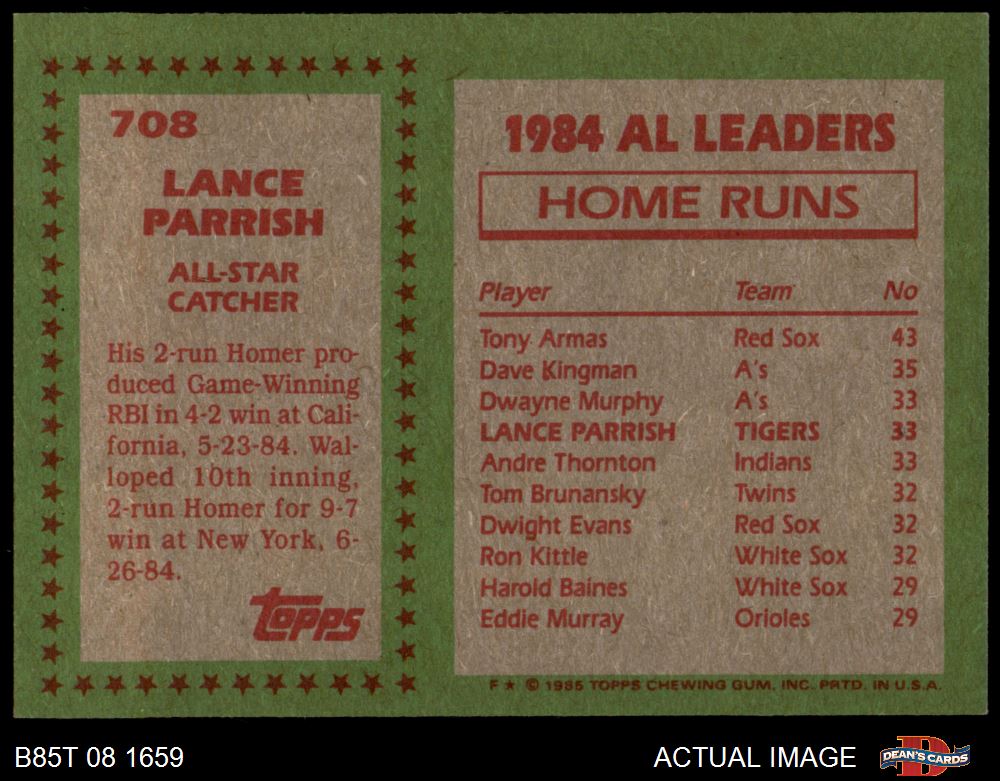 708
LANCE
PARRISH
ALL-STAR
CATCHER
His 2-run Homer pro-
duced Game-Winning
RBI in 4-2 win at Cali-
fornia, 5-23-84. Wal-
loped 10th inning,
2-run Homer for 9-7
win at New York, 6-
26-84.
topps
1984 AL LEADERS
HOME RUNS
Player Team No
Tony Armas Red Sox 43
Dave Kingman A's 35
Dwayne Murphy A's 33
LANCE PARRISH TIGERS 33
Andre Thornton Indians 33
Tom Brunansky Twins 32
Dwight Evans Red Sox 32
Ron Kittle White Sox 32
Harold Baines White Sox 29
Eddie Murray Orioles 29
F ★ © 1985 TOPPS CHEWING GUM, INC. PRTD. IN U.S.A.
B85T 08 1659
ACTUAL IMAGE
D
DEAN'S CARDS